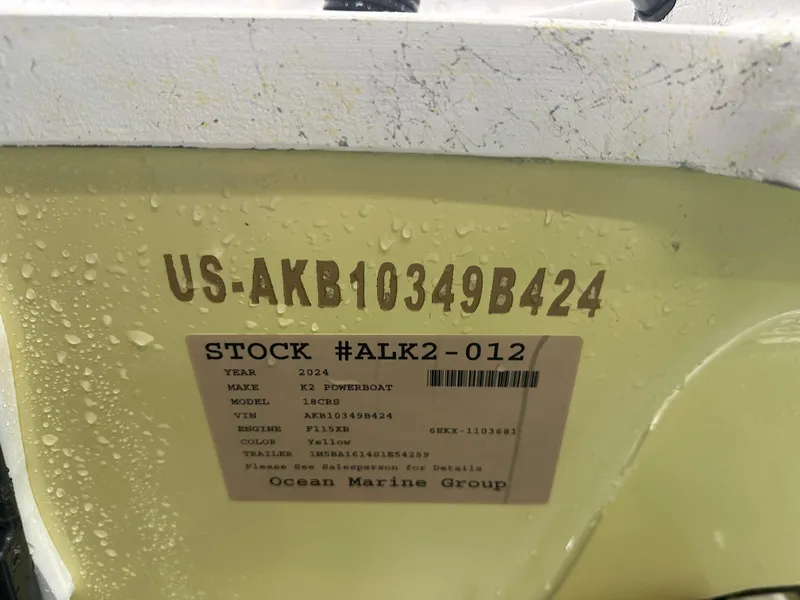 US-AKB10349B424
STOCK #ALK2-012
YEAR 2024
MAKE K2 POWERBOAT
MODEL 18CRS
VIN AKB10349B424
ENGINE F115XB 6EKX-1103681
COLOR Yellow
TRAILER 1M5BA1614S1E54259
Please See Salesperson for Details
Ocean Marine Group